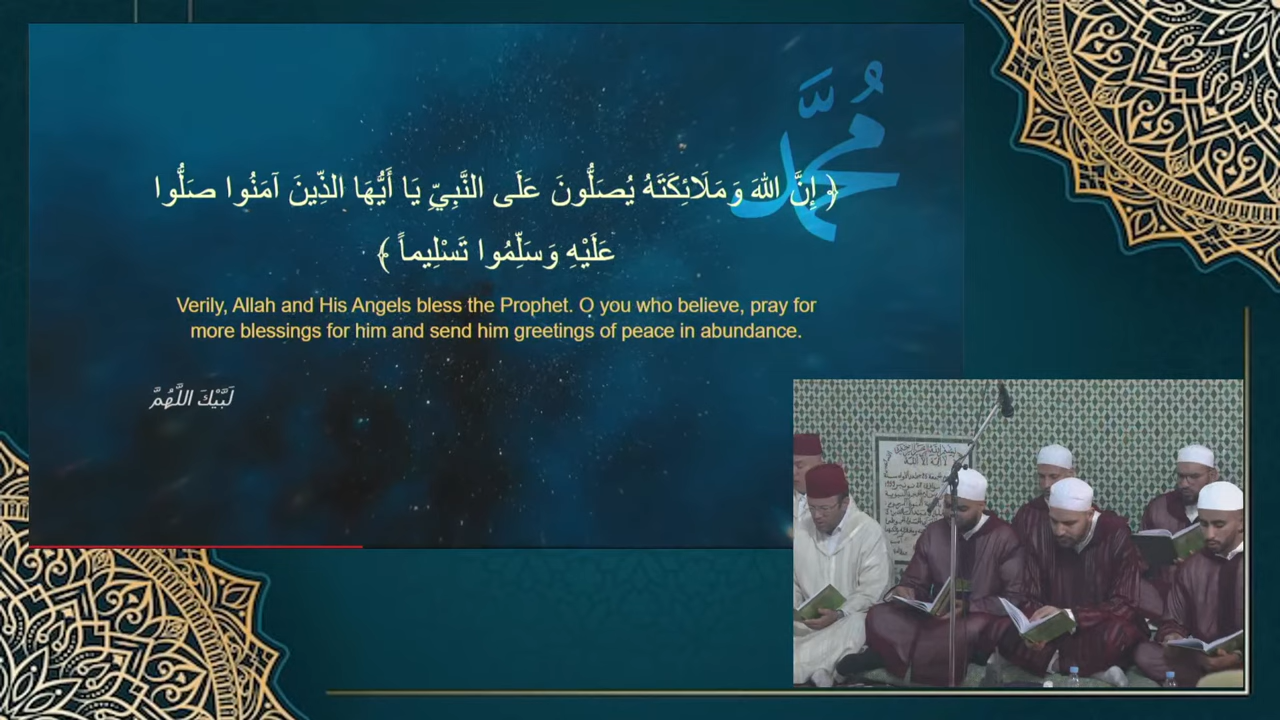 مُحَمَّد
﴿ إِنَّ اللهَ وَمَلَائِكَتَهُ يُصَلُّونَ عَلَى النَّبِيِّ يَا أَيُّهَا الذِّينَ آمَنُوا صَلُّوا
عَلَيْهِ وَسَلِّمُوا تَسْلِيماً ﴾
Verily, Allah and His Angels bless the Prophet. O you who believe, pray for
more blessings for him and send him greetings of peace in abundance.
لَبَّيْكَ اللَّهُمَّ